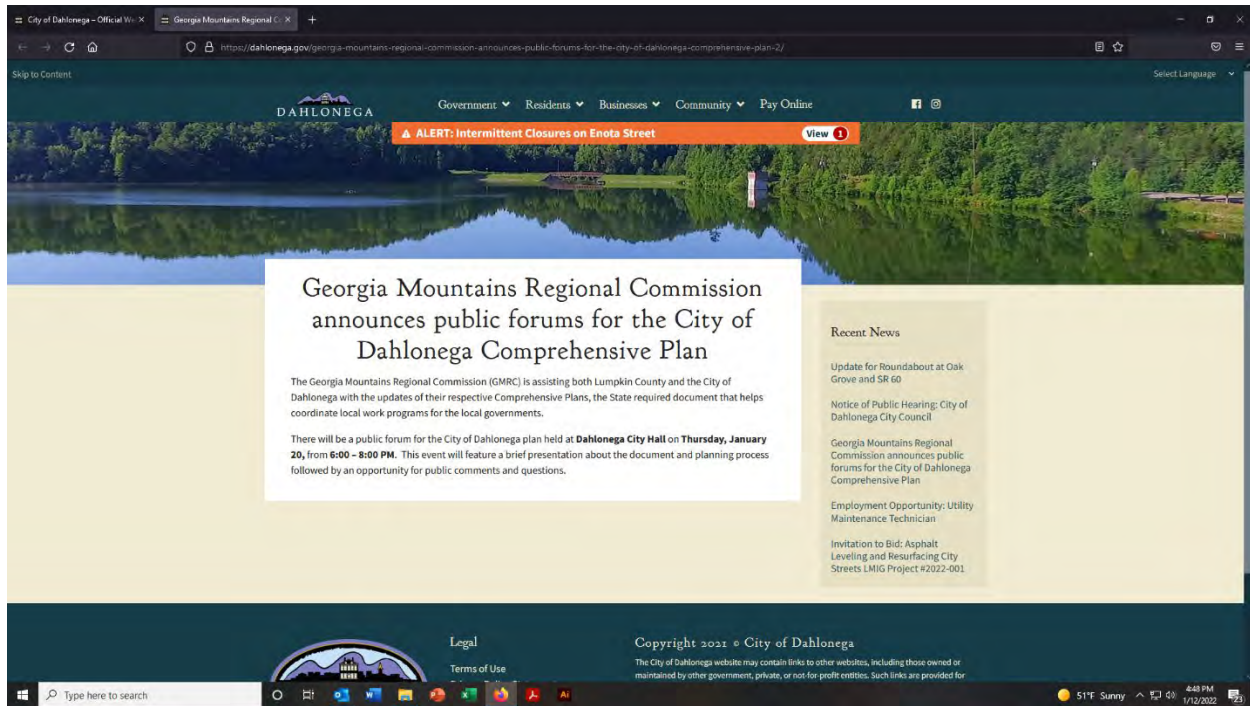 City of Dahlonega – Official W
Georgia Mountains Regional C
https://dahlonega.gov/georgia-mountains-regional-commission-announces-public-forums-for-the-city-of-dahlonega-comprehensive-plan-2/
Skip to Content
Select Language
DAHLONEGA
Government Residents Businesses Community Pay Online
ALERT: Intermittent Closures on Enota Street View 1
Georgia Mountains Regional Commission
announces public forums for the City of
Dahlonega Comprehensive Plan
The Georgia Mountains Regional Commission (GMRC) is assisting both Lumpkin County and the City of
Dahlonega with the updates of their respective Comprehensive Plans, the State required document that helps
coordinate local work programs for the local governments.
There will be a public forum for the City of Dahlonega plan held at Dahlonega City Hall on Thursday, January
20, from 6:00 – 8:00 PM. This event will feature a brief presentation about the document and planning process
followed by an opportunity for public comments and questions.
Recent News
Update for Roundabout at Oak
Grove and SR 60
Notice of Public Hearing: City of
Dahlonega City Council
Georgia Mountains Regional
Commission announces public
forums for the City of Dahlonega
Comprehensive Plan
Employment Opportunity: Utility
Maintenance Technician
Invitation to Bid: Asphalt
Leveling and Resurfacing City
Streets LMIG Project #2022-001
Legal
Terms of Use
Copyright 2021 © City of Dahlonega
The City of Dahlonega website may contain links to other websites, including those owned or
maintained by other government, private, or not-for-profit entities. Such links are provided for
Type here to search
Ai
51°F Sunny
4:48 PM
1/12/2022
23